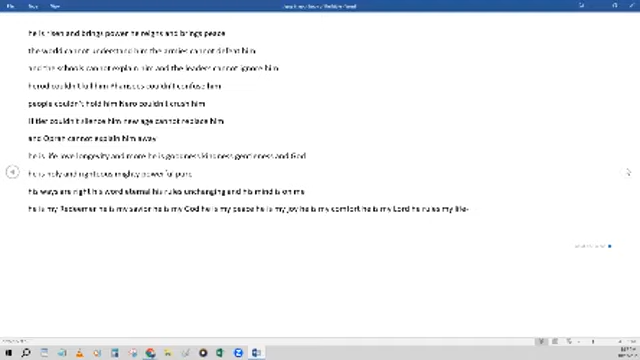 File Tools View
he is risen and brings power he reigns and brings peace
the world cannot understand him the armies cannot defeat him
and the schools cannot explain him and the leaders cannot ignore him
herod couldn't kill him Pharisees couldn't confuse him
people couldn't hold him Nero couldn't crush him
Hitler couldn't silence him new age cannot replace him
and Oprah cannot explain him away
he is life love longevity and more he is goodness kindness gentleness and God
he is holy and righteous mighty powerful pure
his ways are right his word eternal his rules unchanging and his mind is on me
he is my Redeemer he is my savior he is my God he is my peace he is my joy he is my comfort he is my Lord he rules my life-